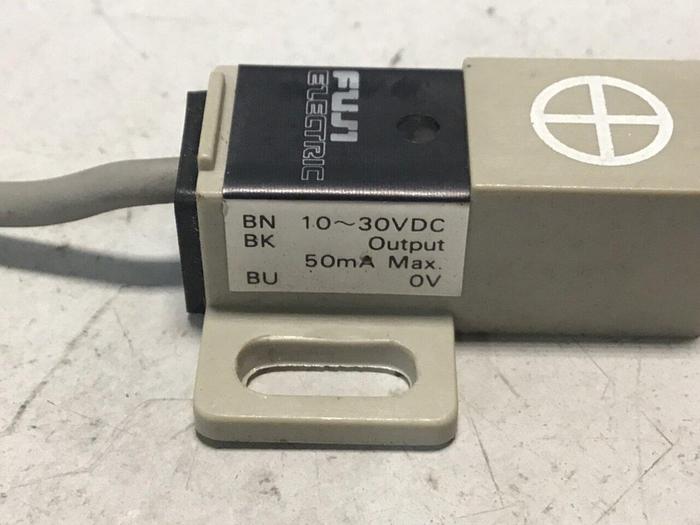 FUJI
ELECTRIC
BN 10~30VDC
BK Output
50mA Max.
BU 0V